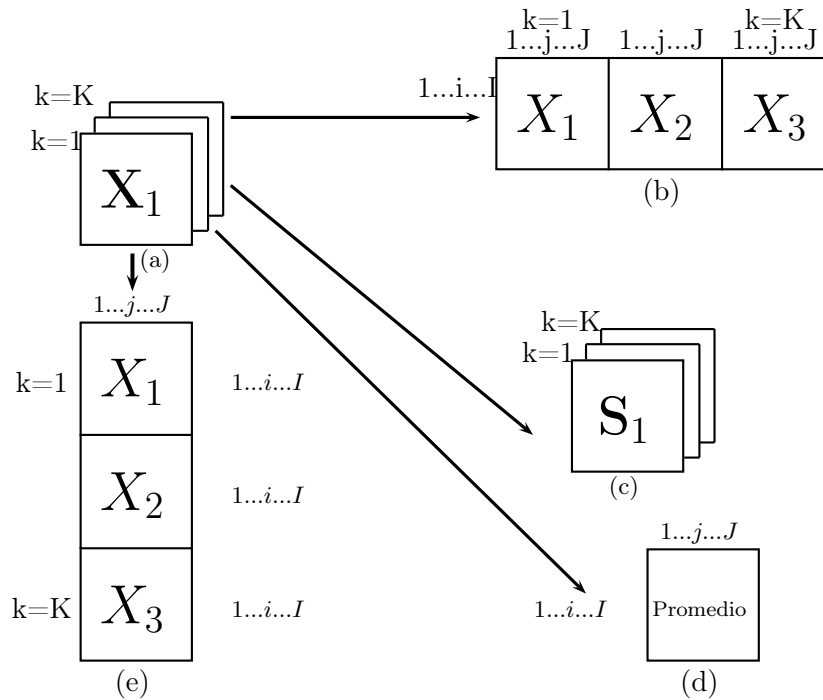 k=1 k=K
1...j...J 1...j...J 1...j...J
k=K
1...i...I
k=1
X₁ X₂ X₃
X₁
(b)
(a)
1...j...J
k=K
k=1
X₁
k=1
1...i...I
S₁
X₂
1...i...I
(c)
1...j...J
X₃
k=K
1...i...I
1...i...I
Promedio
(e)
(d)